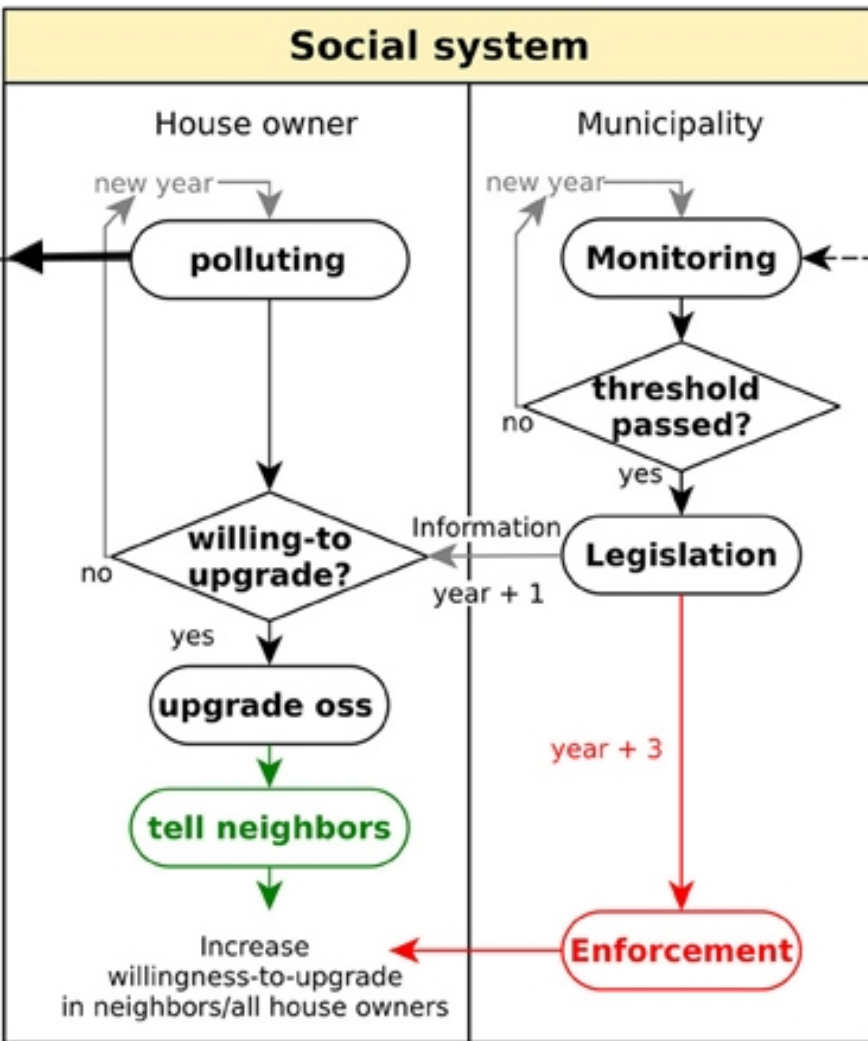 Social system
House owner
new year
polluting
willing-to
upgrade?
no
yes
upgrade oss
tell neighbors
Increase
willingness-to-upgrade
in neighbors/all house owners
Municipality
new year
Monitoring
threshold
passed?
no
yes
Legislation
Information
year + 1
year + 3
Enforcement